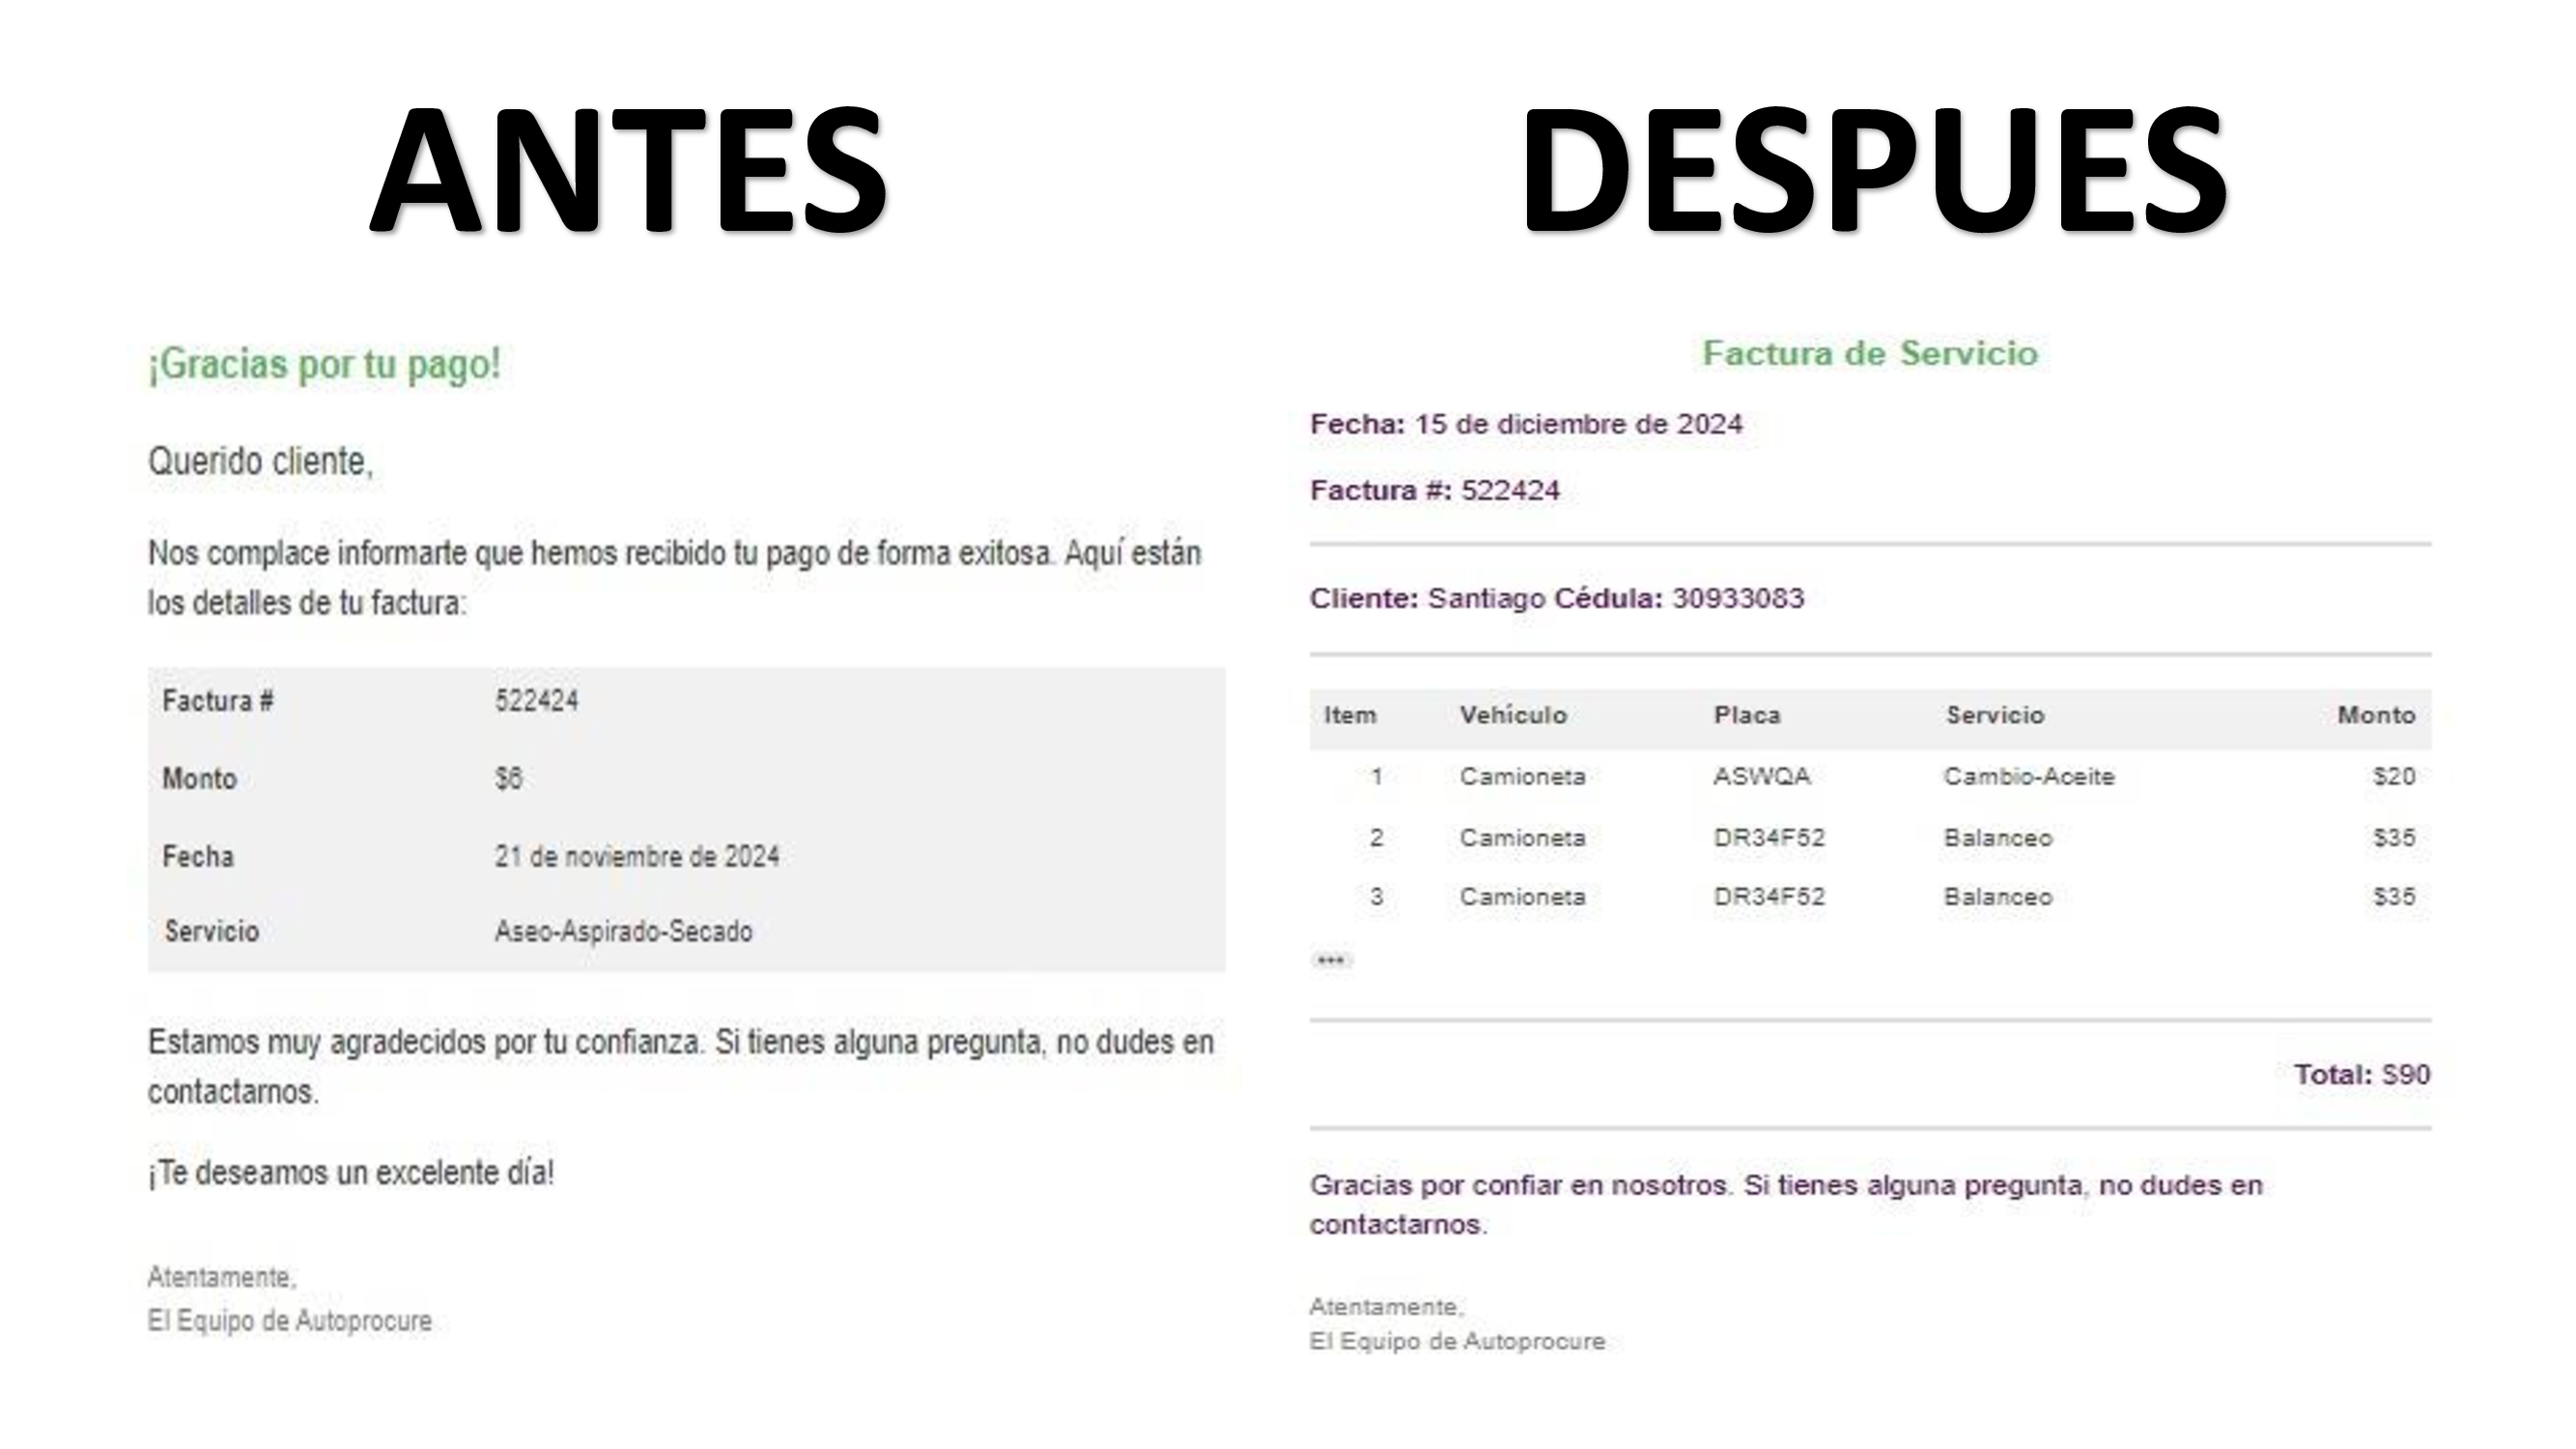 ANTES
¡Gracias por tu pago!
Querido cliente,
Nos complace informarte que hemos recibido tu pago de forma exitosa. Aquí están
los detalles de tu factura:
Factura # 522424
Monto $6
Fecha 21 de noviembre de 2024
Servicio Aseo-Aspirado-Secado
Estamos muy agradecidos por tu confianza. Si tienes alguna pregunta, no dudes en
contactarnos.
¡Te deseamos un excelente día!
Atentamente,
El Equipo de Autoprocure
DESPUES
Factura de Servicio
Fecha: 15 de diciembre de 2024
Factura #: 522424
Cliente: Santiago Cédula: 30933083
Item Vehículo Placa Servicio Monto
1 Camioneta ASWQA Cambio-Aceite $20
2 Camioneta DR34F52 Balanceo $35
3 Camioneta DR34F52 Balanceo $35
•••
Total: $90
Gracias por confiar en nosotros. Si tienes alguna pregunta, no dudes en
contactarnos.
Atentamente,
El Equipo de Autoprocure